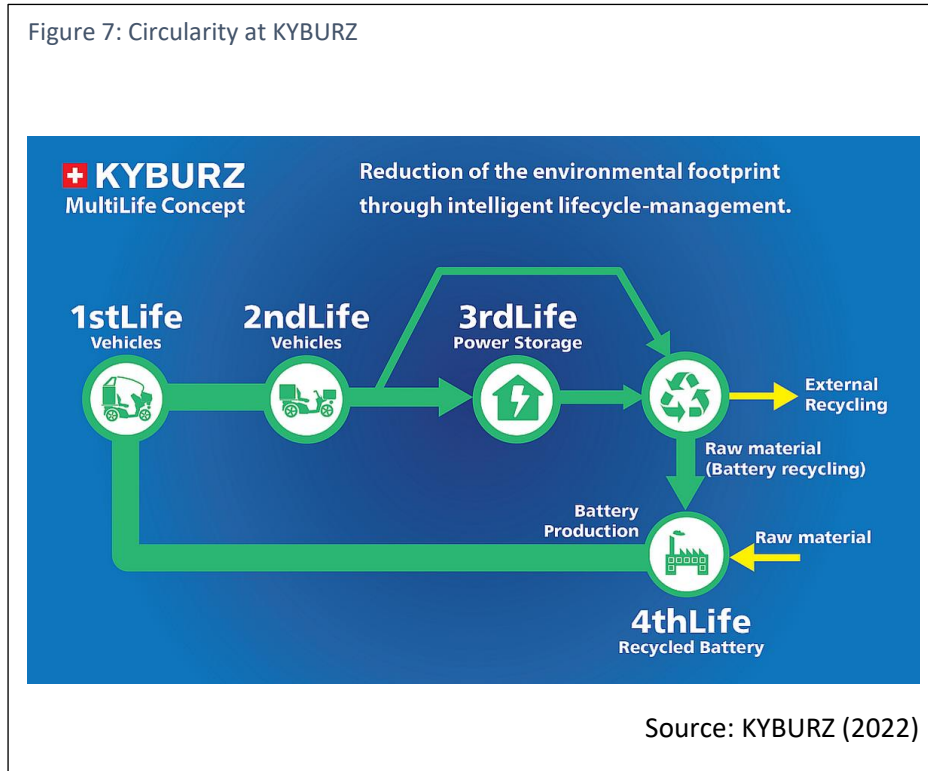 Figure 7: Circularity at KYBURZ
KYBURZ
MultiLife Concept
Reduction of the environmental footprint
through intelligent lifecycle-management.
1stLife
Vehicles
2ndLife
Vehicles
3rdLife
Power Storage
External
Recycling
Raw material
(Battery recycling)
Battery
Production
Raw material
4thLife
Recycled Battery
Source: KYBURZ (2022)